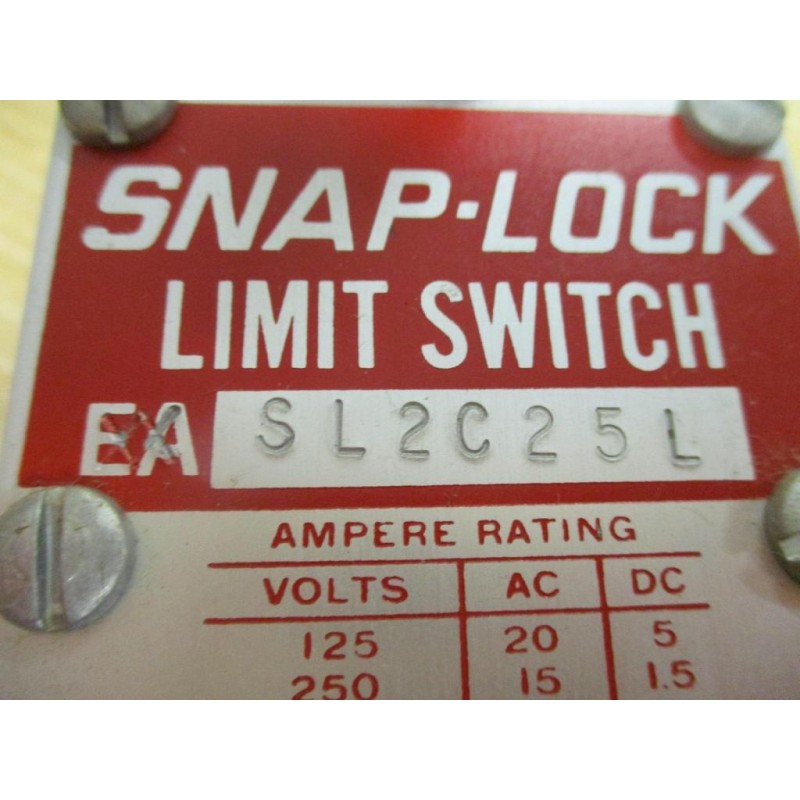 SNAP-LOCK
LIMIT SWITCH
EA SL2C25L
AMPERE RATING
VOLTS AC DC
125 20 5
250 15 1.5